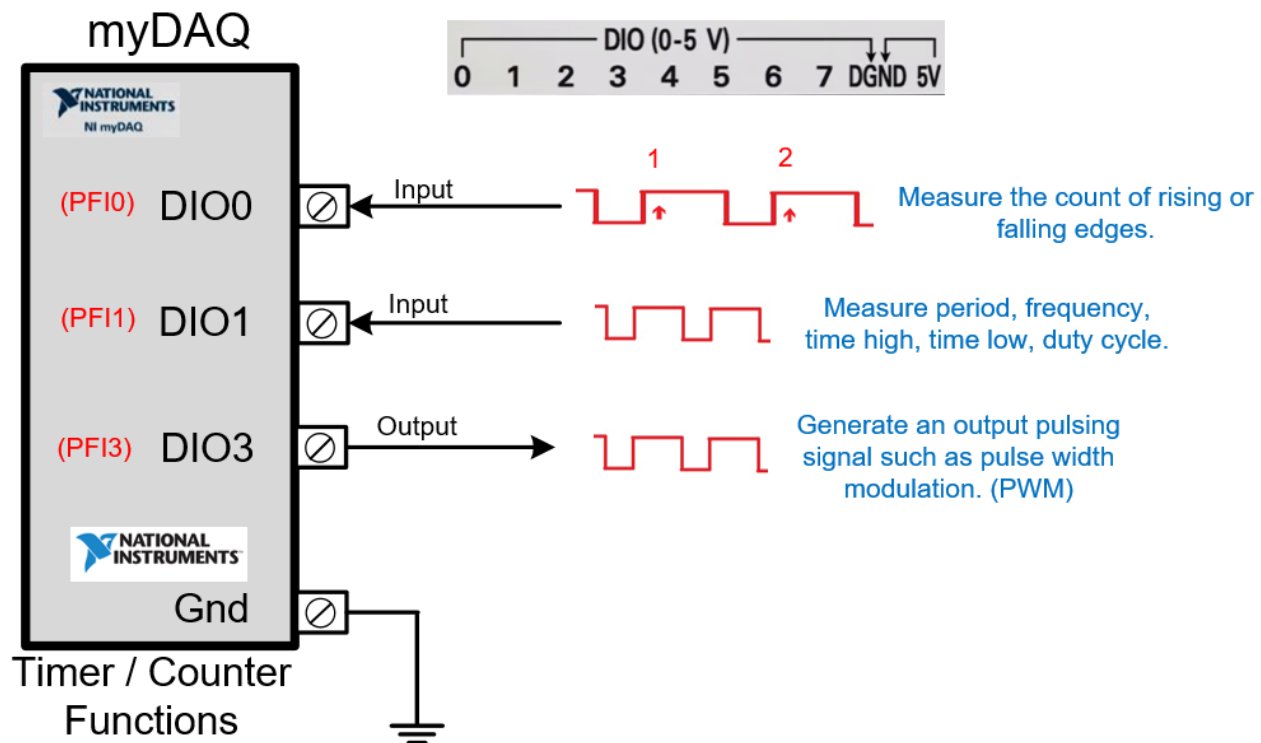 myDAQ
DIO (0-5 V)
0 1 2 3 4 5 6 7 DGND 5V
NATIONAL
INSTRUMENTS
NI myDAQ
1 2
(PFI0) DIO0
Input
Measure the count of rising or
falling edges.
(PFI1) DIO1
Input
Measure period, frequency,
time high, time low, duty cycle.
(PFI3) DIO3
Output
Generate an output pulsing
signal such as pulse width
modulation. (PWM)
NATIONAL
INSTRUMENTS
Gnd
Timer / Counter
Functions